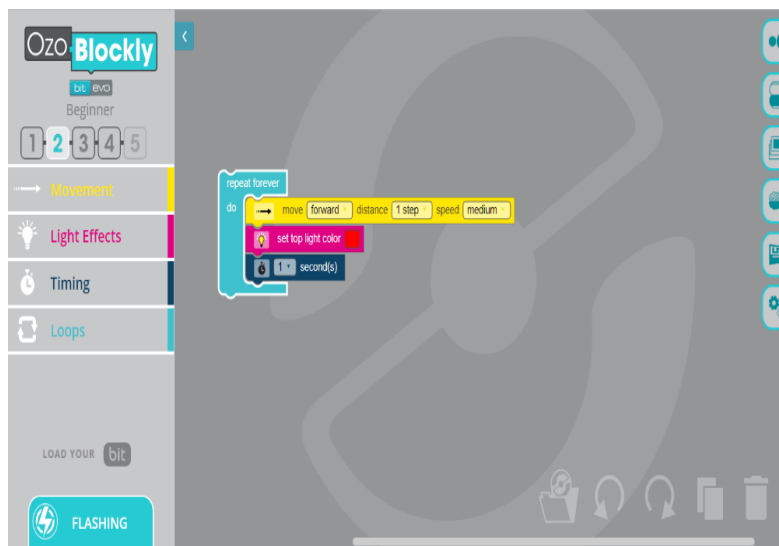 Ozo Blockly
bit evo
Beginner
1 2 3 4 5
Movement
Light Effects
Timing
Loops
LOAD YOUR bit
FLASHING
repeat forever
do
move forward distance 1 step speed medium
set top light color
1 second(s)